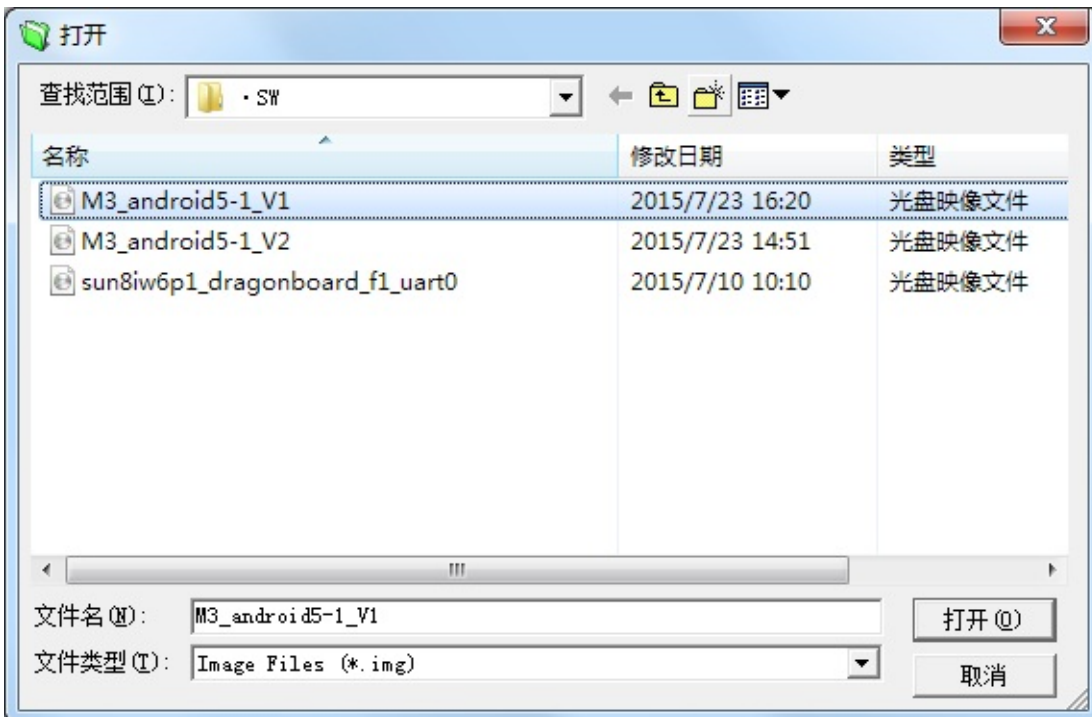 打开
查找范围(I): ·SW
名称 修改日期 类型
M3_android5-1_V1 2015/7/23 16:20 光盘映像文件
M3_android5-1_V2 2015/7/23 14:51 光盘映像文件
sun8iw6p1_dragonboard_f1_uart0 2015/7/10 10:10 光盘映像文件
文件名(N): M3_android5-1_V1 打开(O)
文件类型(T): Image Files (*.img) 取消